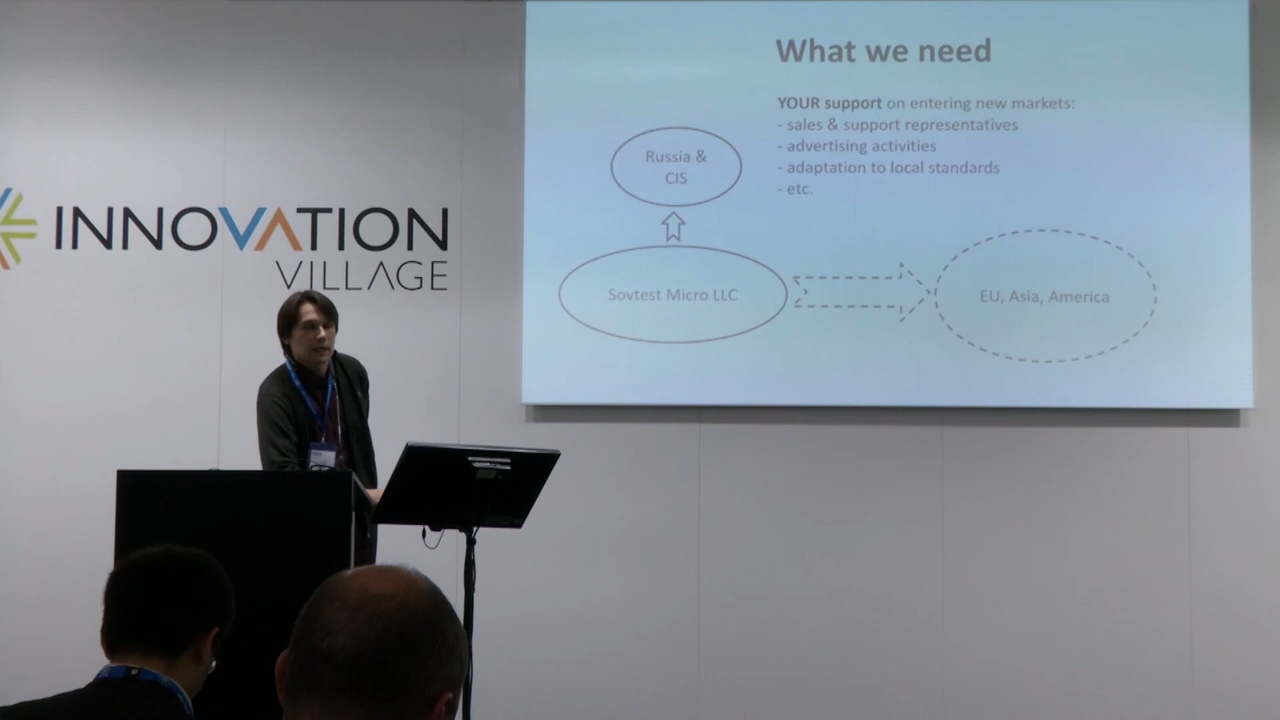 INNOVATION
VILLAGE
What we need
YOUR support on entering new markets:
- sales & support representatives
- advertising activities
- adaptation to local standards
- etc.
Russia &
CIS
Sovtest Micro LLC
EU, Asia, America